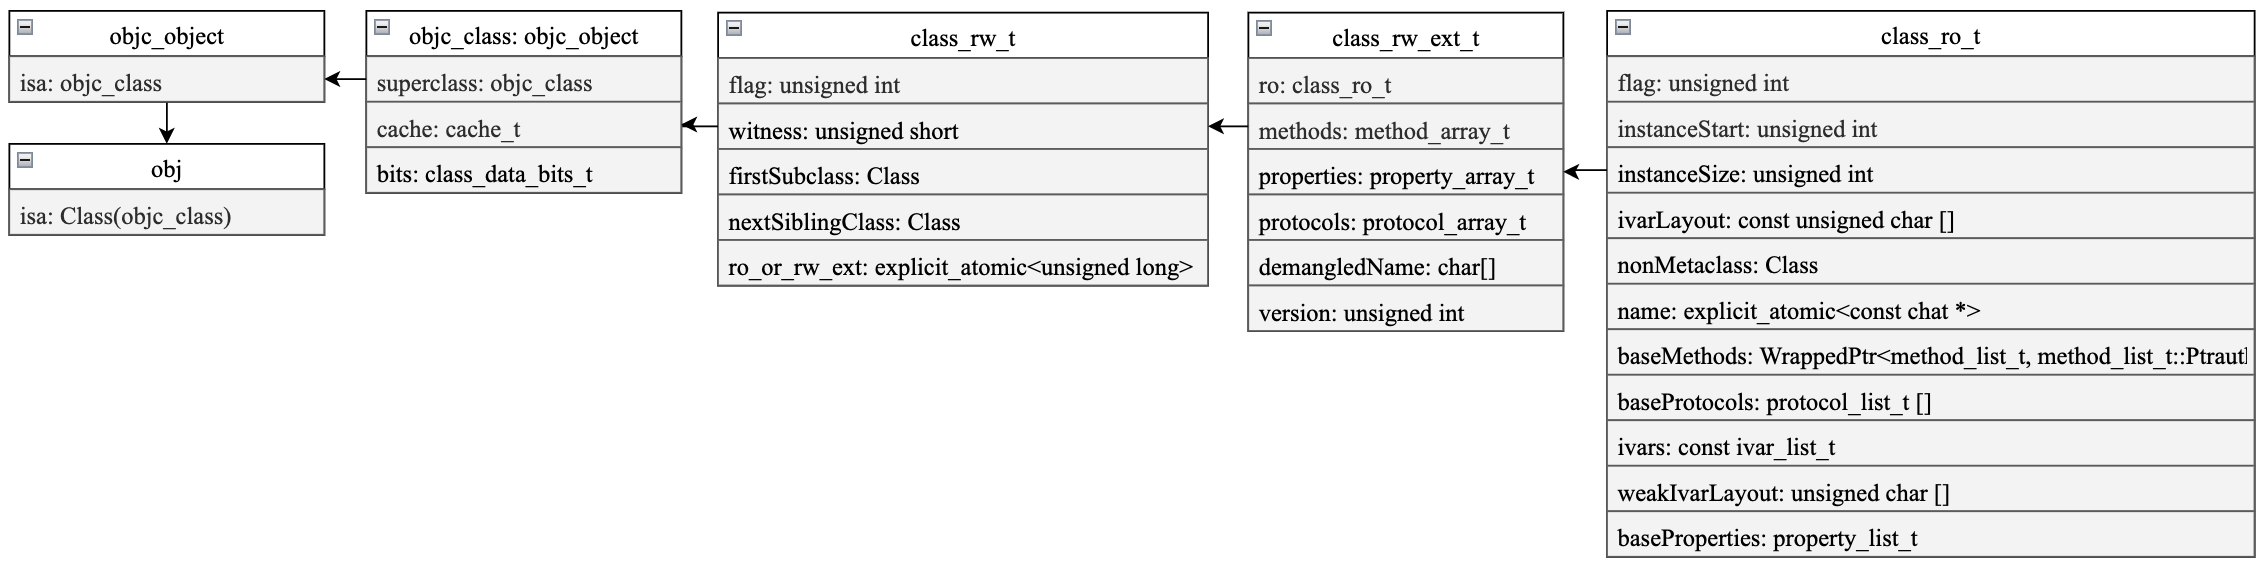 objc_object
isa: objc_class
obj
isa: Class(objc_class)
objc_class: objc_object
superclass: objc_class
cache: cache_t
bits: class_data_bits_t
class_rw_t
flag: unsigned int
witness: unsigned short
firstSubclass: Class
nextSiblingClass: Class
ro_or_rw_ext: explicit_atomic<unsigned long>
class_rw_ext_t
ro: class_ro_t
methods: method_array_t
properties: property_array_t
protocols: protocol_array_t
demangledName: char[]
version: unsigned int
class_ro_t
flag: unsigned int
instanceStart: unsigned int
instanceSize: unsigned int
ivarLayout: const unsigned char []
nonMetaclass: Class
name: explicit_atomic<const chat *>
baseMethods: WrappedPtr<method_list_t, method_list_t::Ptraut
baseProtocols: protocol_list_t []
ivars: const ivar_list_t
weakIvarLayout: unsigned char []
baseProperties: property_list_t